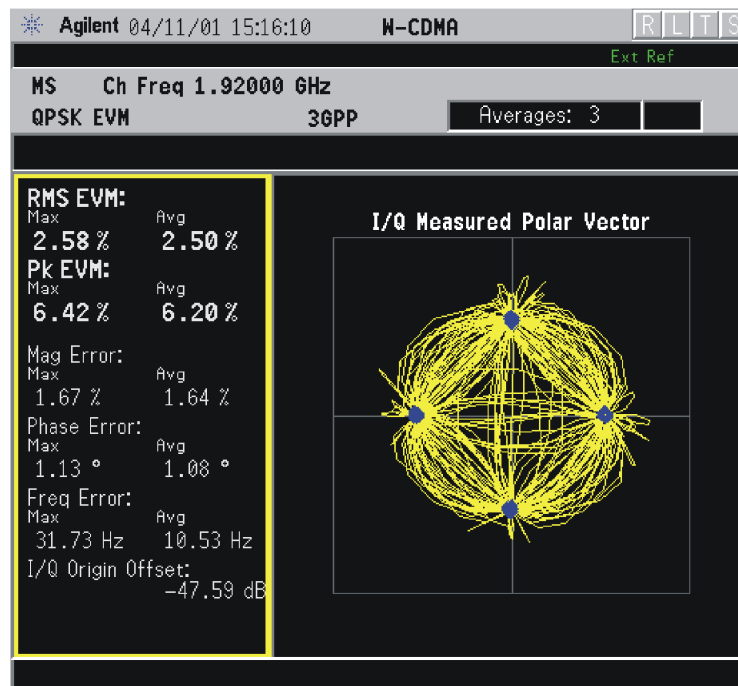 Agilent 04/11/01 15:16:10 W-CDMA R L T S
Ext Ref
MS Ch Freq 1.92000 GHz
QPSK EVM 3GPP Averages: 3
RMS EVM:
Max Avg
2.58 % 2.50 %
Pk EVM:
Max Avg
6.42 % 6.20 %
Mag Error:
Max Avg
1.67 % 1.64 %
Phase Error:
Max Avg
1.13 ° 1.08 °
Freq Error:
Max Avg
31.73 Hz 10.53 Hz
I/Q Origin Offset:
-47.59 dB
I/Q Measured Polar Vector